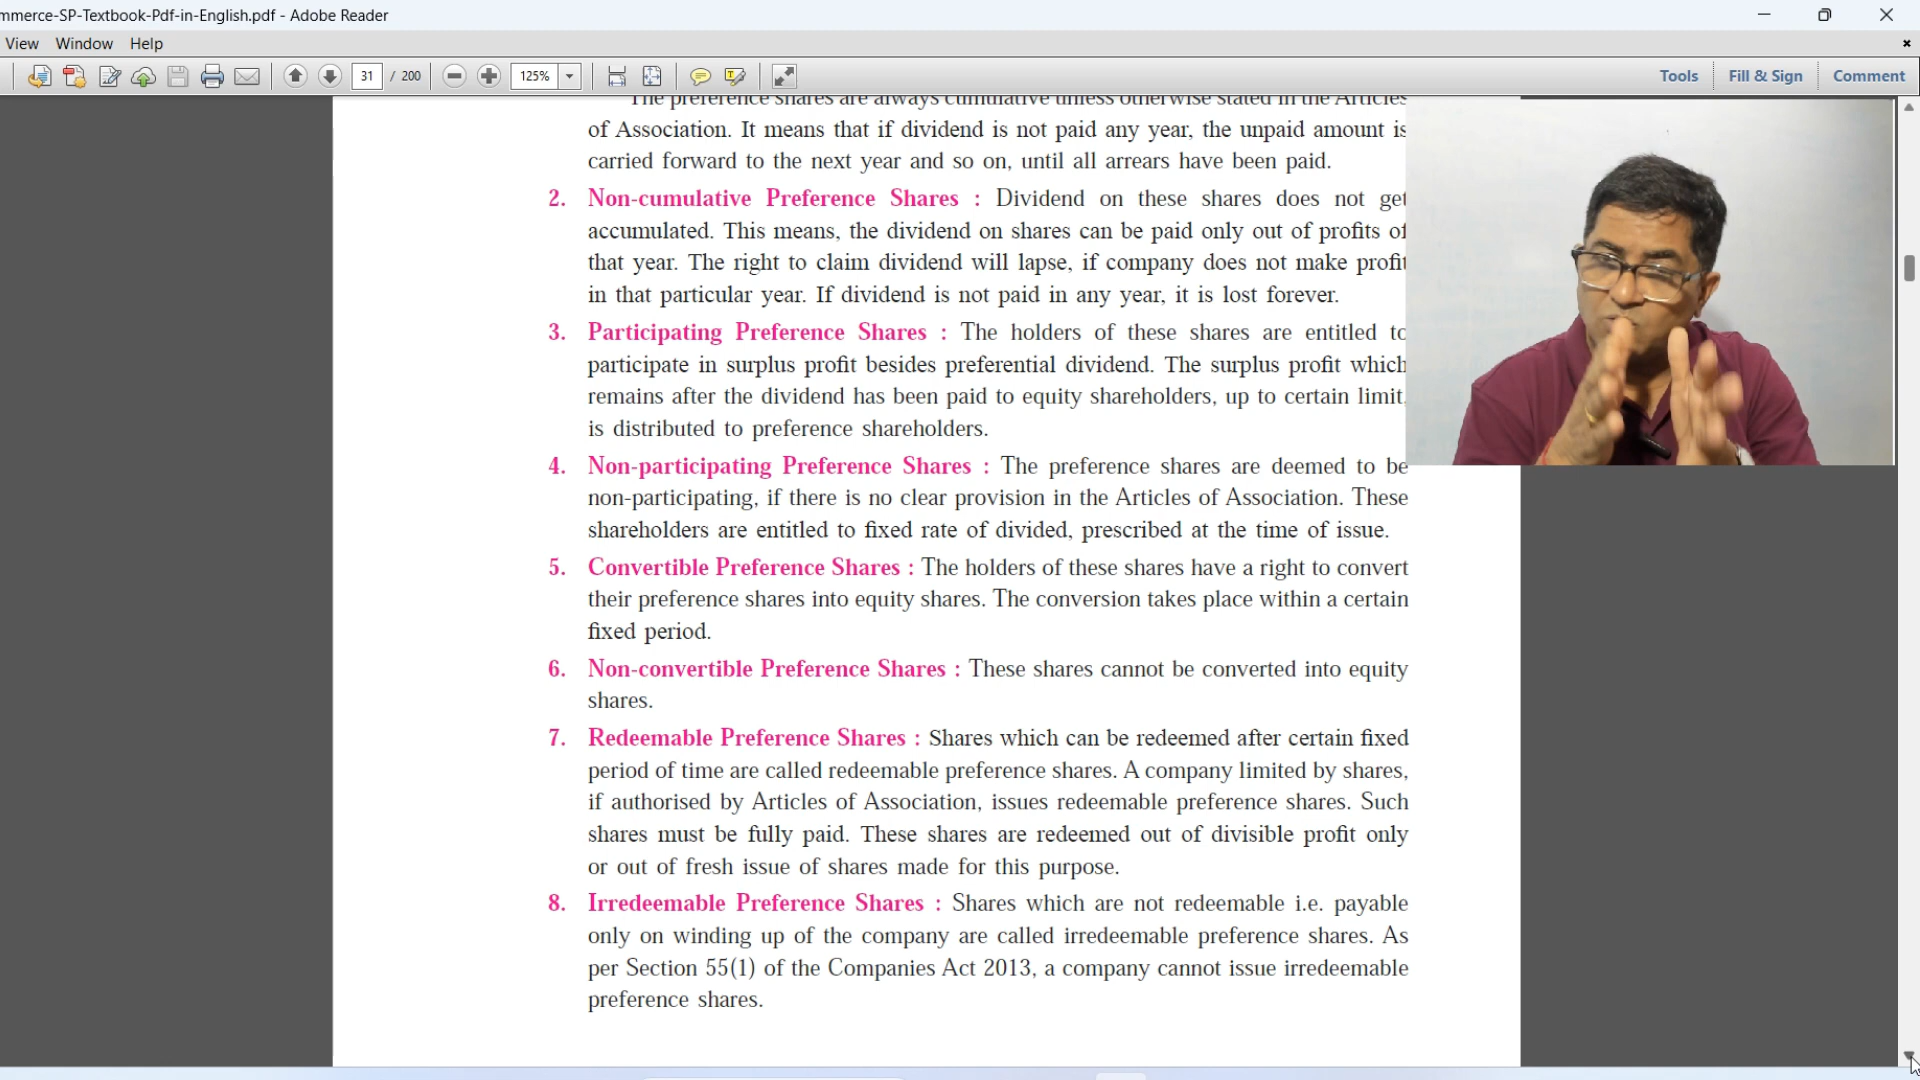 mmerce-SP-Textbook-Pdf-in-English.pdf - Adobe Reader
View Window Help
31 / 200 125% Tools Fill & Sign Comment
The preference shares are always cumulative unless otherwise stated in the Articles
of Association. It means that if dividend is not paid any year, the unpaid amount is
carried forward to the next year and so on, until all arrears have been paid.
2. Non-cumulative Preference Shares : Dividend on these shares does not get
accumulated. This means, the dividend on shares can be paid only out of profits of
that year. The right to claim dividend will lapse, if company does not make profit
in that particular year. If dividend is not paid in any year, it is lost forever.
3. Participating Preference Shares : The holders of these shares are entitled to
participate in surplus profit besides preferential dividend. The surplus profit which
remains after the dividend has been paid to equity shareholders, up to certain limit,
is distributed to preference shareholders.
4. Non-participating Preference Shares : The preference shares are deemed to be
non-participating, if there is no clear provision in the Articles of Association. These
shareholders are entitled to fixed rate of divided, prescribed at the time of issue.
5. Convertible Preference Shares : The holders of these shares have a right to convert
their preference shares into equity shares. The conversion takes place within a certain
fixed period.
6. Non-convertible Preference Shares : These shares cannot be converted into equity
shares.
7. Redeemable Preference Shares : Shares which can be redeemed after certain fixed
period of time are called redeemable preference shares. A company limited by shares,
if authorised by Articles of Association, issues redeemable preference shares. Such
shares must be fully paid. These shares are redeemed out of divisible profit only
or out of fresh issue of shares made for this purpose.
8. Irredeemable Preference Shares : Shares which are not redeemable i.e. payable
only on winding up of the company are called irredeemable preference shares. As
per Section 55(1) of the Companies Act 2013, a company cannot issue irredeemable
preference shares.